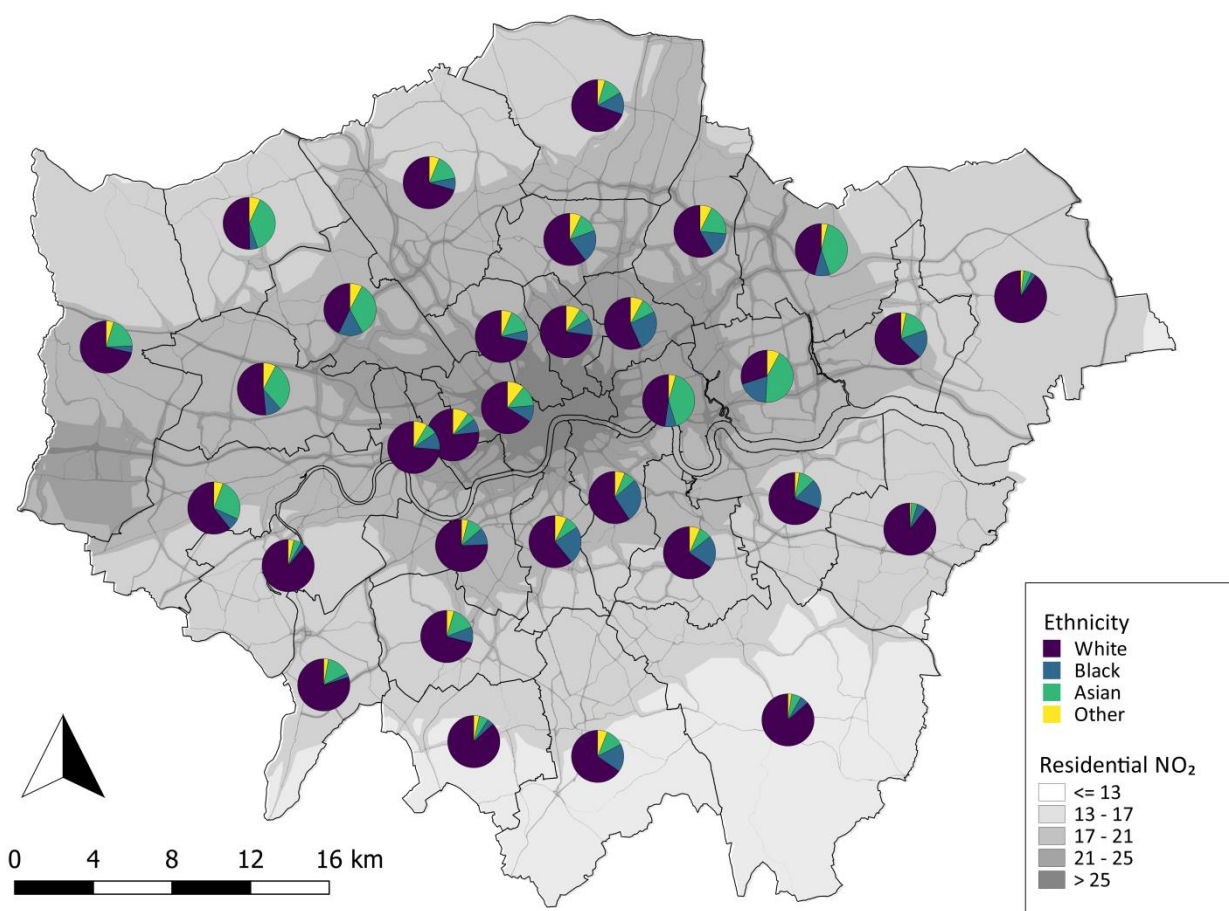 Ethnicity
White
Black
Asian
Other
Residential NO₂
<= 13
13 - 17
17 - 21
21 - 25
> 25
0 4 8 12 16 km